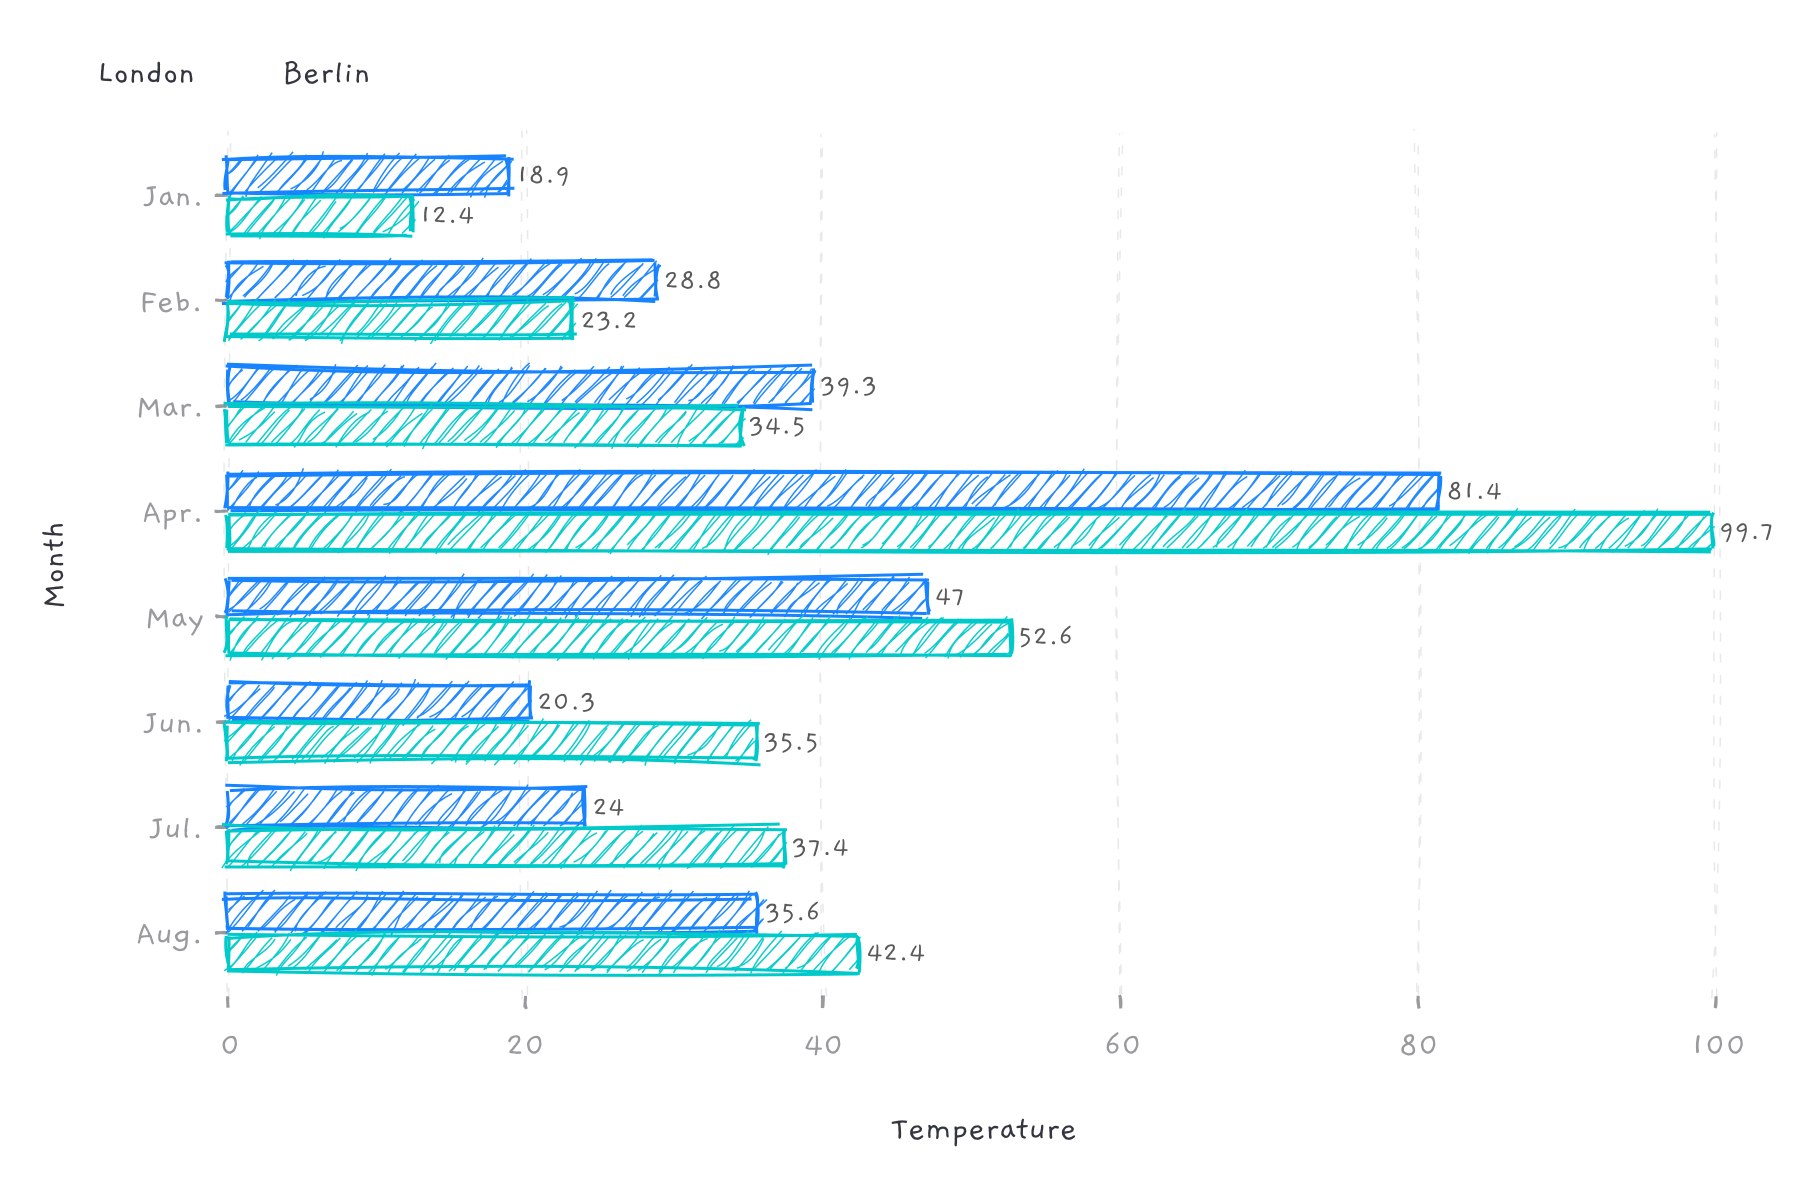 London Berlin
Jan. 18.9
12.4
Feb. 28.8
23.2
Mar. 39.3
34.5
Apr. 81.4
99.7
Month
May 47
52.6
Jun. 20.3
35.5
Jul. 24
37.4
Aug. 35.6
42.4
0 20 40 60 80 100
Temperature